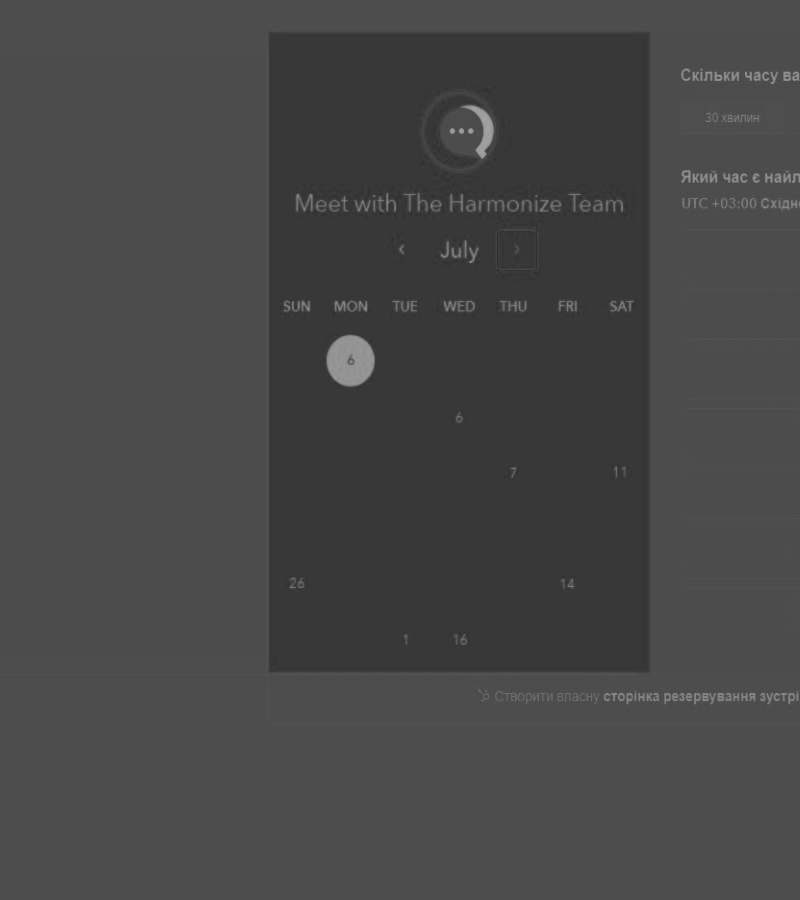 Meet with The Harmonize Team
‹ July ›
SUN MON TUE WED THU FRI SAT
6
6
7 11
26 14
1 16
Скільки часу ва
30 хвилин
Який час є найл
UTC +03:00 Східн
Створити власну сторінка резервування зустрі